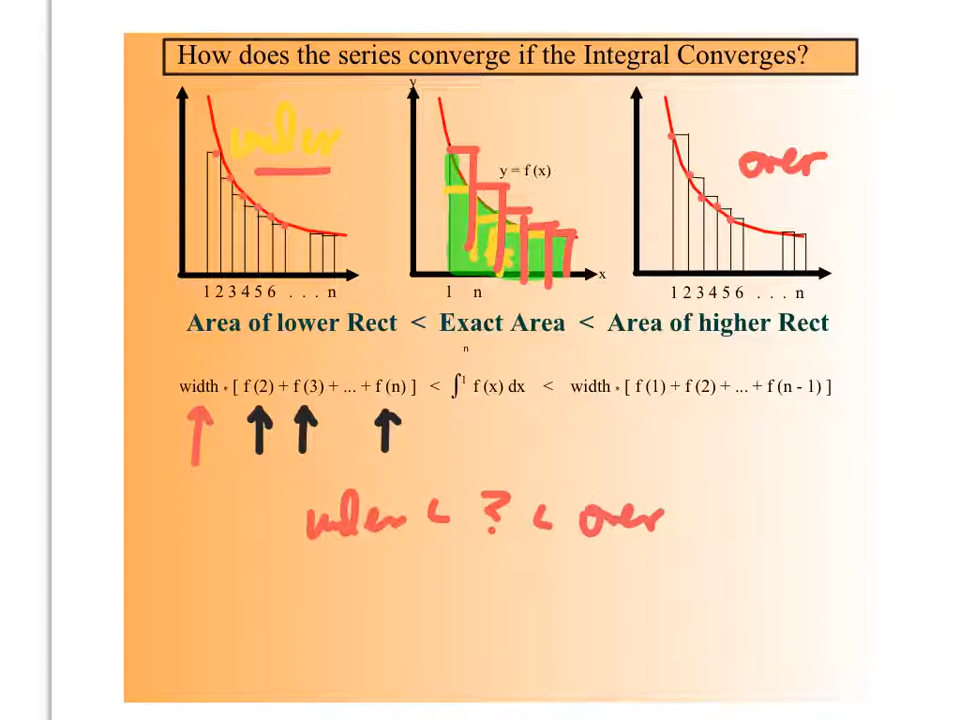 How does the series converge if the Integral Converges?
y
under
y = f (x)
over
x
1 2 3 4 5 6 . . . n
1 n
1 2 3 4 5 6 . . . n
Area of lower Rect < Exact Area < Area of higher Rect
n
width * [ f (2) + f (3) + ... + f (n) ] < ∫1 f (x) dx < width * [ f (1) + f (2) + ... + f (n - 1) ]
under < ? < over